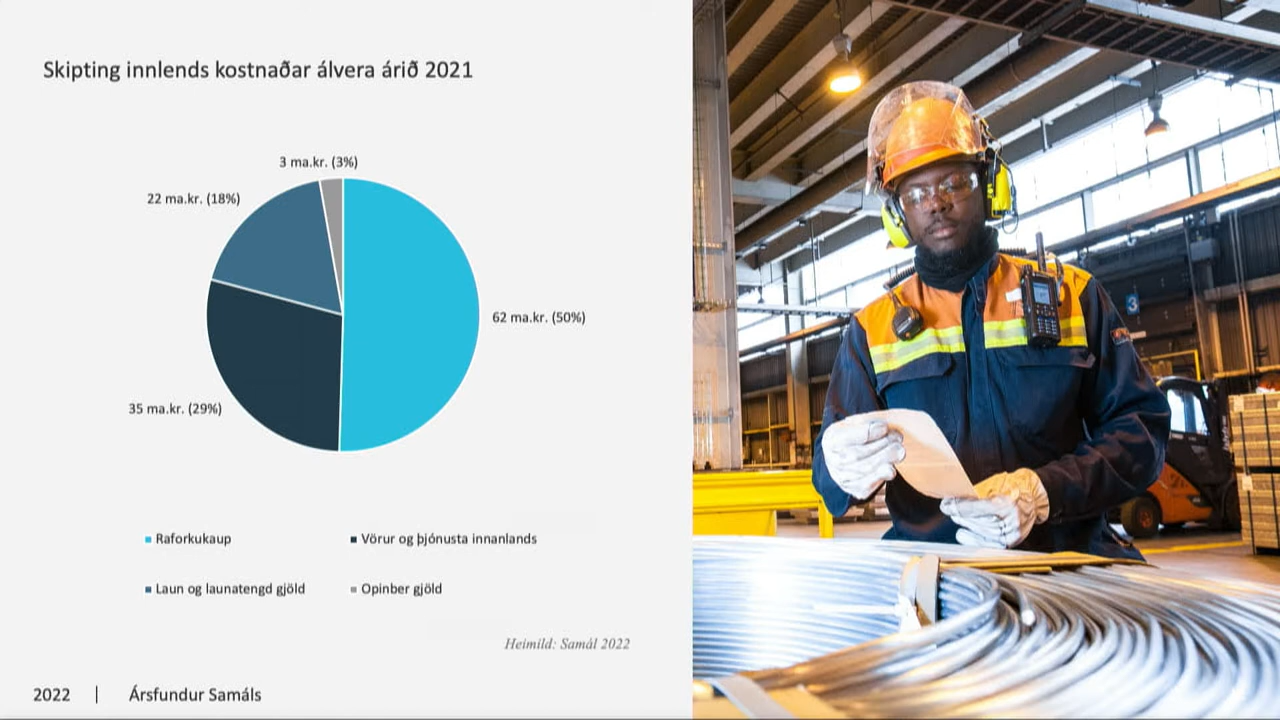 Skipting innlends kostnaðar álvera árið 2021
3 ma.kr. (3%)
22 ma.kr. (18%)
62 ma.kr. (50%)
35 ma.kr. (29%)
Raforkukaup
Vörur og þjónusta innanlands
Laun og launatengd gjöld
Opinber gjöld
Heimild: Samál 2022
2022 | Ársfundur Samáls
3